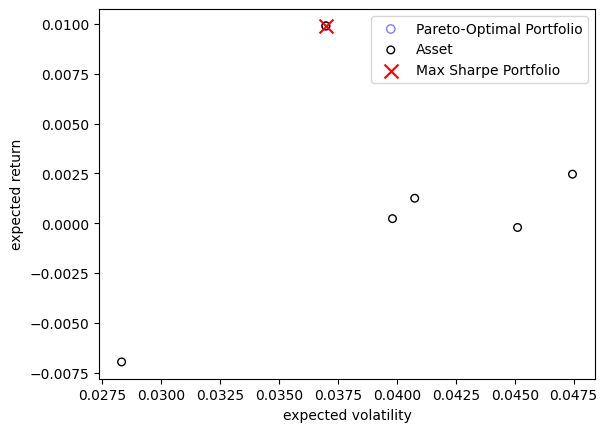 0.0100
0.0075
0.0050
0.0025
0.0000
−0.0025
−0.0050
−0.0075
expected return
Pareto-Optimal Portfolio
Asset
Max Sharpe Portfolio
0.0275 0.0300 0.0325 0.0350 0.0375 0.0400 0.0425 0.0450 0.0475
expected volatility